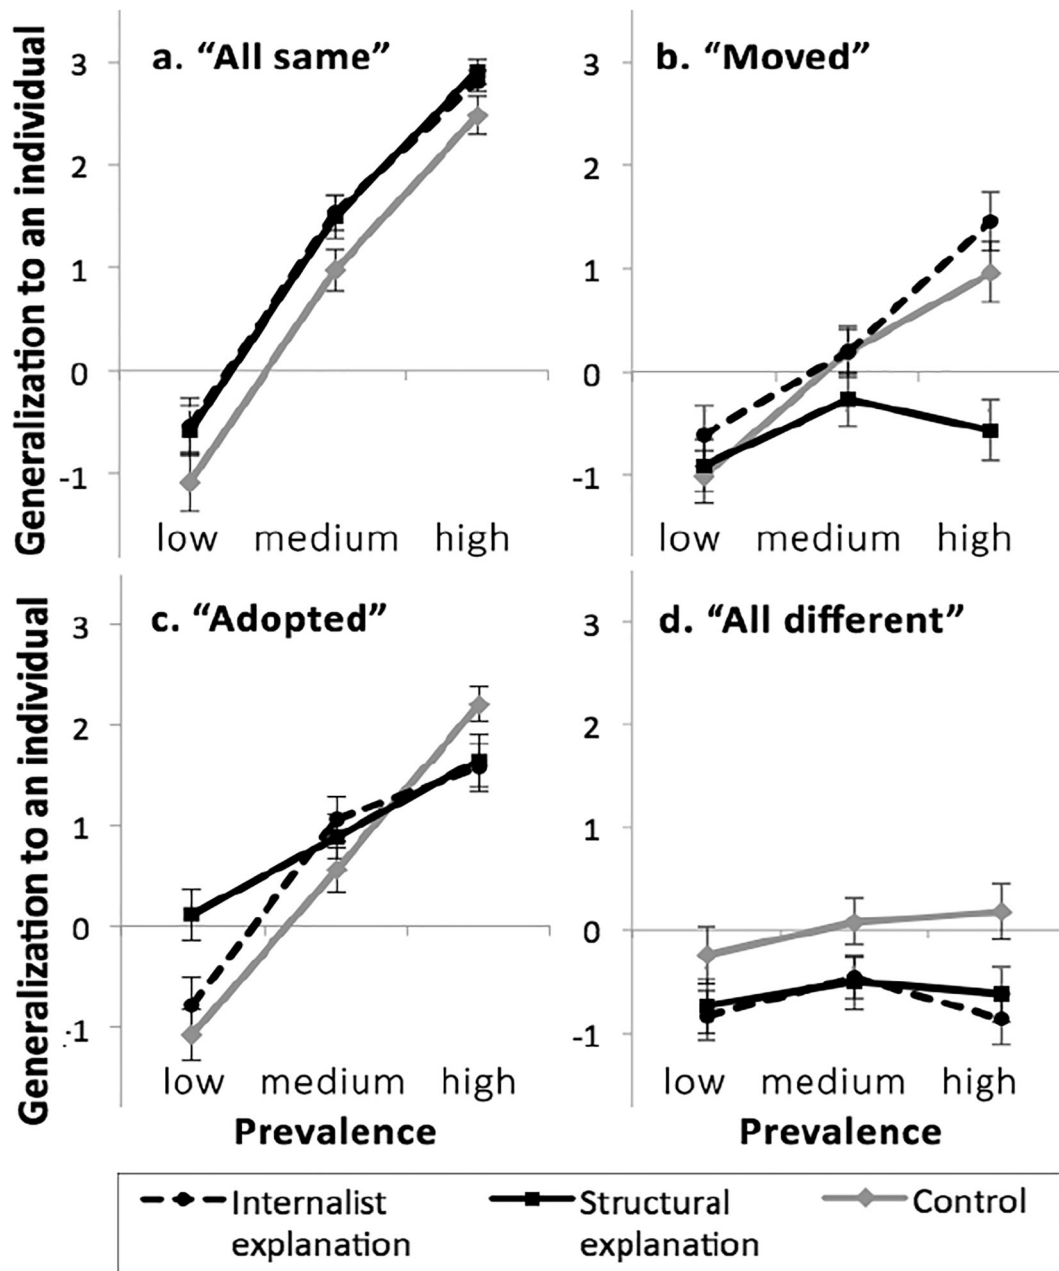 a. “All same”
b. “Moved”
Generalization to an individual
3
2
1
0
-1
low medium high
3
2
1
0
-1
low medium high
c. “Adopted”
d. “All different”
Generalization to an individual
3
2
1
0
-1
low medium high
3
2
1
0
-1
low medium high
Prevalence
Prevalence
Internalist
explanation
Structural
explanation
Control